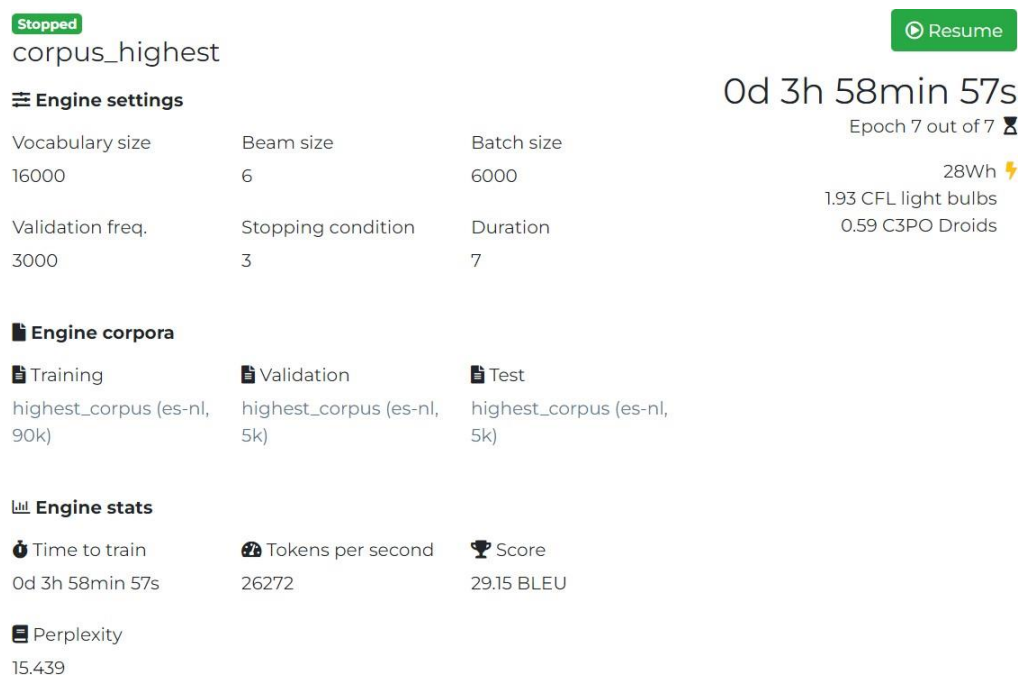 Stopped
corpus_highest
Resume
0d 3h 58min 57s
Epoch 7 out of 7
28Wh
1.93 CFL light bulbs
0.59 C3PO Droids
Engine settings
Vocabulary size Beam size Batch size
16000 6 6000
Validation freq. Stopping condition Duration
3000 3 7
Engine corpora
Training Validation Test
highest_corpus (es-nl, highest_corpus (es-nl, highest_corpus (es-nl,
90k) 5k) 5k)
Engine stats
Time to train Tokens per second Score
0d 3h 58min 57s 26272 29.15 BLEU
Perplexity
15.439